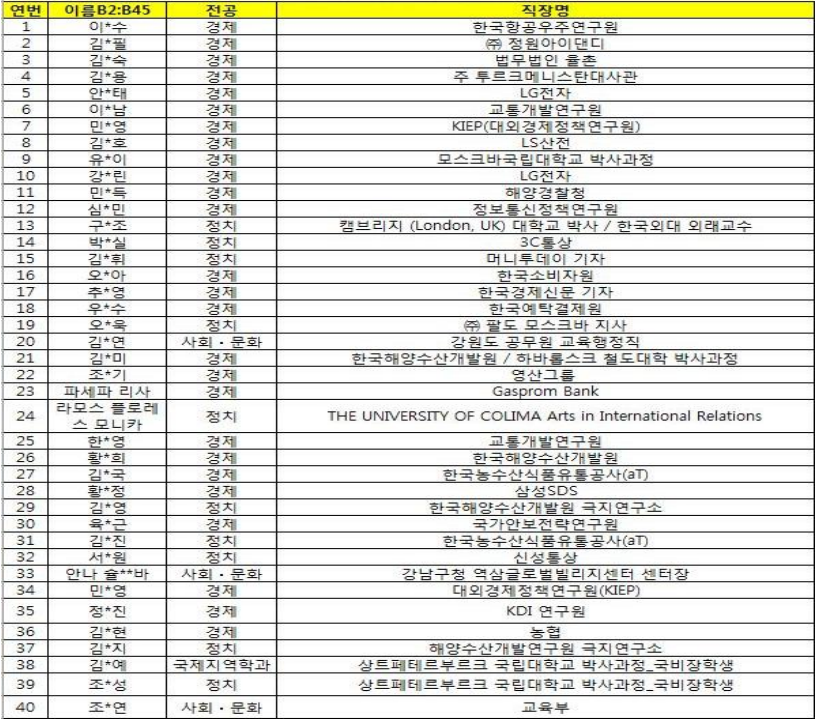 연번 이름B2:B45 전공 직장명
1 이*수 경제 한국항공우주연구원
2 김*필 경제 ㈜ 정원아이댄디
3 김*숙 경제 법무법인 율촌
4 김*용 경제 주 투르크메니스탄대사관
5 안*태 경제 LG전자
6 이*남 경제 교통개발연구원
7 민*영 경제 KIEP(대외경제정책연구원)
8 김*호 경제 LS산전
9 유*이 경제 모스크바국립대학교 박사과정
10 강*린 경제 LG전자
11 민*득 경제 해양경찰청
12 심*민 경제 정보통신정책연구원
13 구*조 정치 캠브리지 (London, UK) 대학교 박사 / 한국외대 외래교수
14 박*실 정치 3C통상
15 김*휘 정치 머니투데이 기자
16 오*아 경제 한국소비자원
17 추*영 경제 한국경제신문 기자
18 우*수 경제 한국예탁결제원
19 오*욱 정치 ㈜ 팔도 모스크바 지사
20 김*연 사회・문화 강원도 공무원 교육행정직
21 김*미 경제 한국해양수산개발원 / 하바롭스크 철도대학 박사과정
22 조*기 경제 영산그룹
23 파세파 리사 경제 Gasprom Bank
24 라모스 플로레
스 모니카 정치 THE UNIVERSITY OF COLIMA Arts in International Relations
25 한*영 경제 교통개발연구원
26 황*희 경제 한국해양수산개발원
27 김*국 경제 한국농수산식품유통공사(aT)
28 황*정 경제 삼성SDS
29 김*영 정치 한국해양수산개발원 극지연구소
30 육*근 경제 국가안보전략연구원
31 김*진 정치 한국농수산식품유통공사(aT)
32 서*원 정치 신성통상
33 안나 슐**바 사회・문화 강남구청 역삼글로벌빌리지센터 센터장
34 민*영 경제 대외경제정책연구원(KIEP)
35 정*진 경제 KDI 연구원
36 김*현 경제 농협
37 김*지 정치 해양수산개발연구원 극지연구소
38 김*예 국제지역학과 상트페테르부르크 국립대학교 박사과정_국비장학생
39 조*성 정치 상트페테르부르크 국립대학교 박사과정_국비장학생
40 조*연 사회・문화 교육부